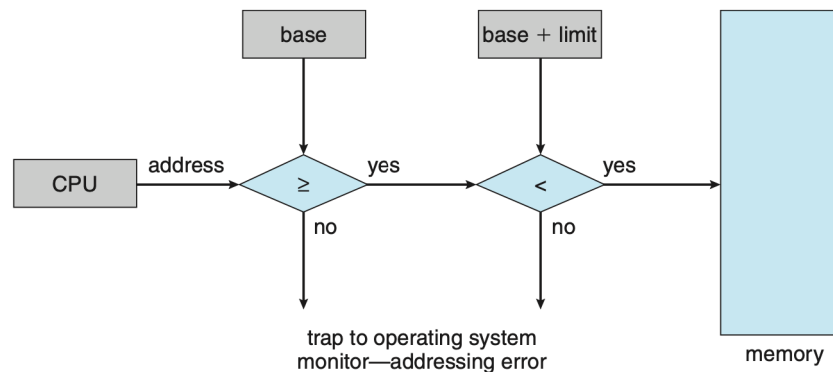 base
base + limit
CPU
address
≥
yes
<
yes
no
no
trap to operating system
monitor—addressing error
memory